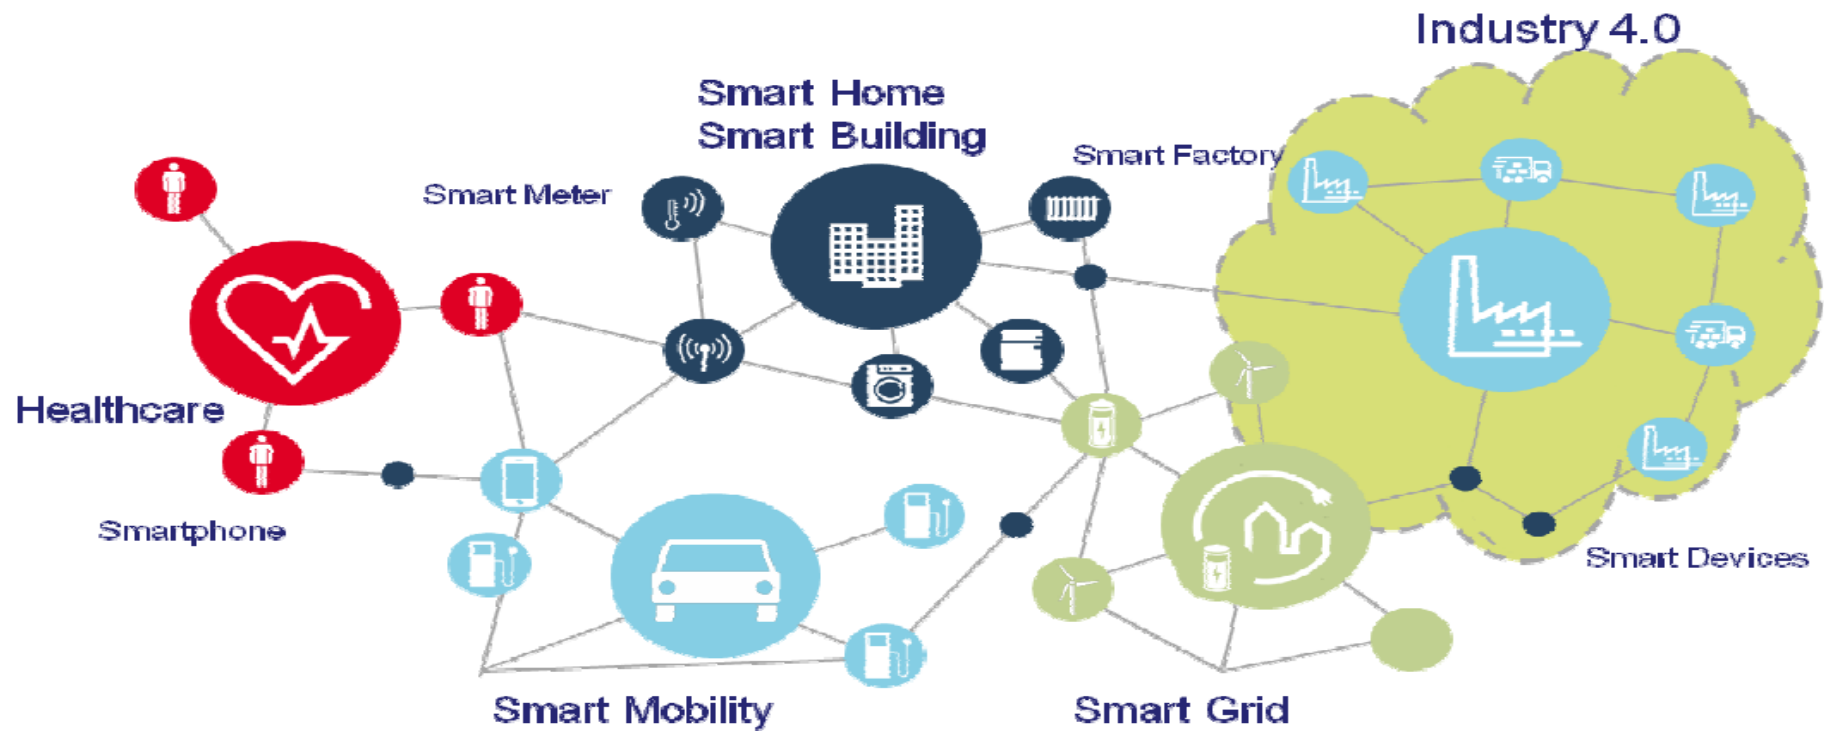 Industry 4.0
Smart Home
Smart Building
Smart Factory
Smart Meter
Healthcare
Smartphone
Smart Devices
Smart Mobility
Smart Grid